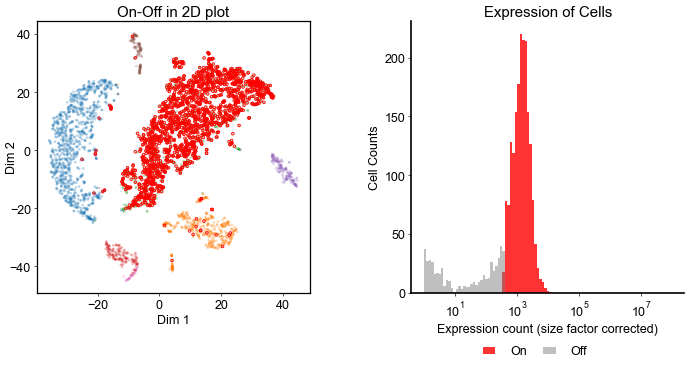 On-Off in 2D plot
40
20
0
−20
−40
Dim 2
−20 0 20 40
Dim 1
Expression of Cells
200
150
100
50
0
Cell Counts
10^1 10^3 10^5 10^7
Expression count (size factor corrected)
On Off